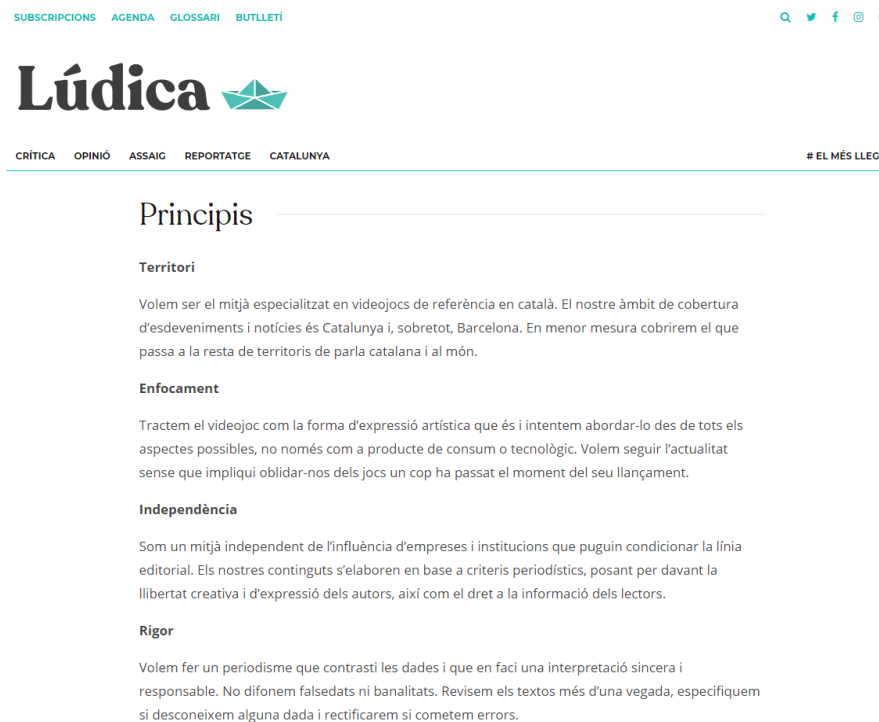 SUBSCRIPCIONS AGENDA GLOSSARI BUTLLETÍ
Lúdica
CRÍTICA OPINIÓ ASSAIG REPORTATGE CATALUNYA # EL MÉS LLEG
Principis
Territori
Volem ser el mitjà especialitzat en videojocs de referència en català. El nostre àmbit de cobertura
d’esdeveniments i notícies és Catalunya i, sobretot, Barcelona. En menor mesura cobrirem el que
passa a la resta de territoris de parla catalana i al món.
Enfocament
Tractem el videojoc com la forma d’expressió artística que és i intentem abordar-lo des de tots els
aspectes possibles, no només com a producte de consum o tecnològic. Volem seguir l’actualitat
sense que impliqui oblidar-nos dels jocs un cop ha passat el moment del seu llançament.
Independència
Som un mitjà independent de l’influència d’empreses i institucions que puguin condicionar la línia
editorial. Els nostres continguts s’elaboren en base a criteris periodístics, posant per davant la
llibertat creativa i d’expressió dels autors, així com el dret a la informació dels lectors.
Rigor
Volem fer un periodisme que contrasti les dades i que en faci una interpretació sincera i
responsable. No difonem falsedats ni banalitats. Revisem els textos més d’una vegada, especifiquem
si desconeixem alguna dada i rectificarem si cometem errors.